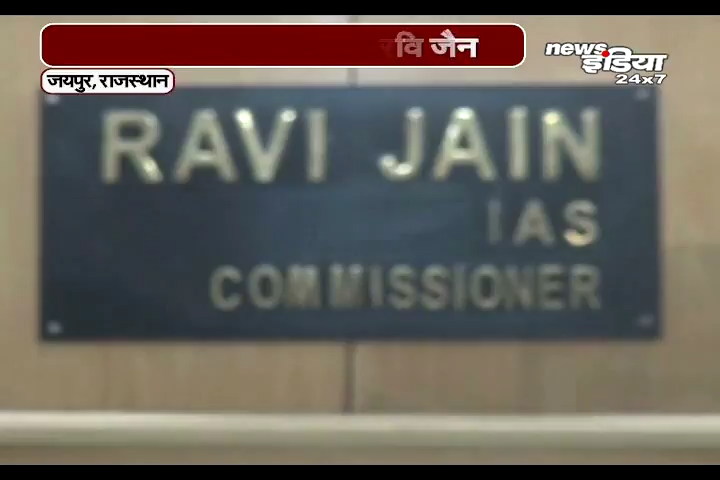 रवि जैन
news
इंडिया
24x7
जयपुर, राजस्थान
RAVI JAIN
IAS
COMMISSIONER